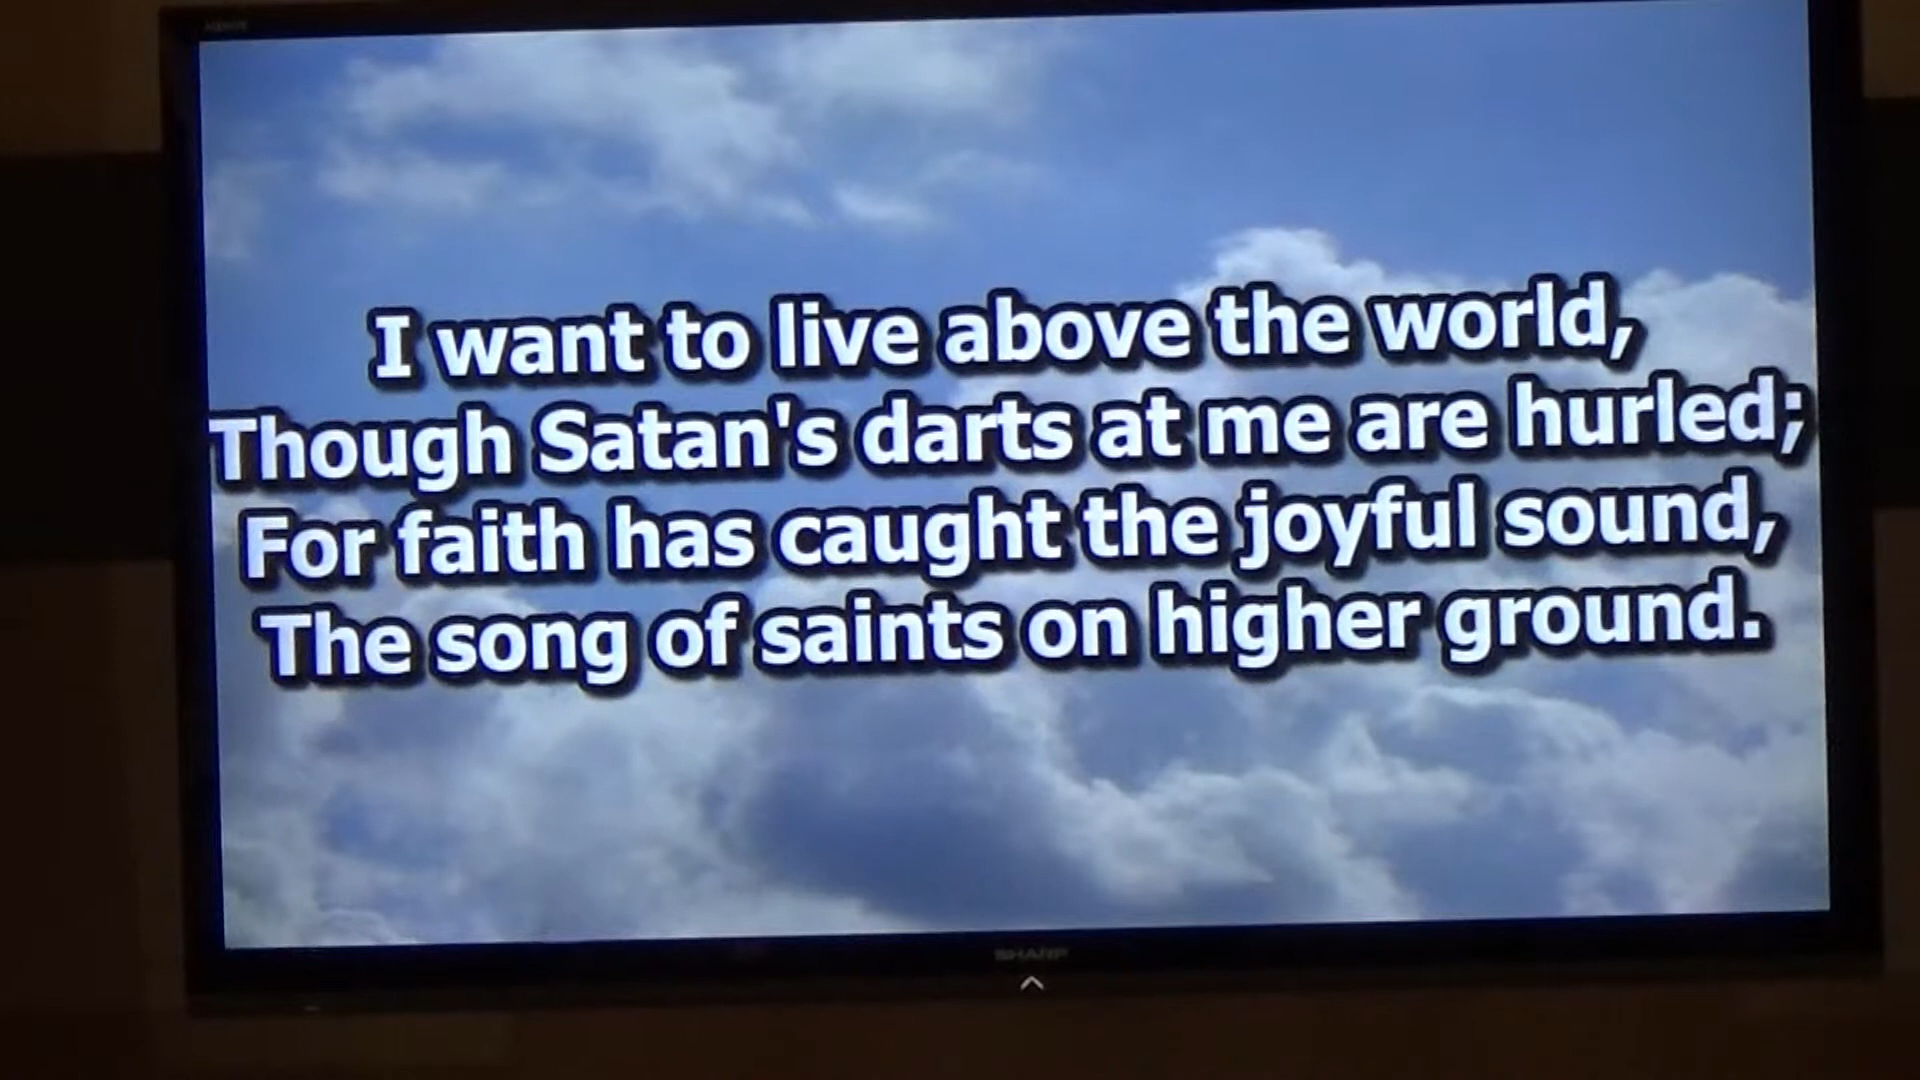 I want to live above the world,
Though Satan's darts at me are hurled;
For faith has caught the joyful sound,
The song of saints on higher ground.
SHARP